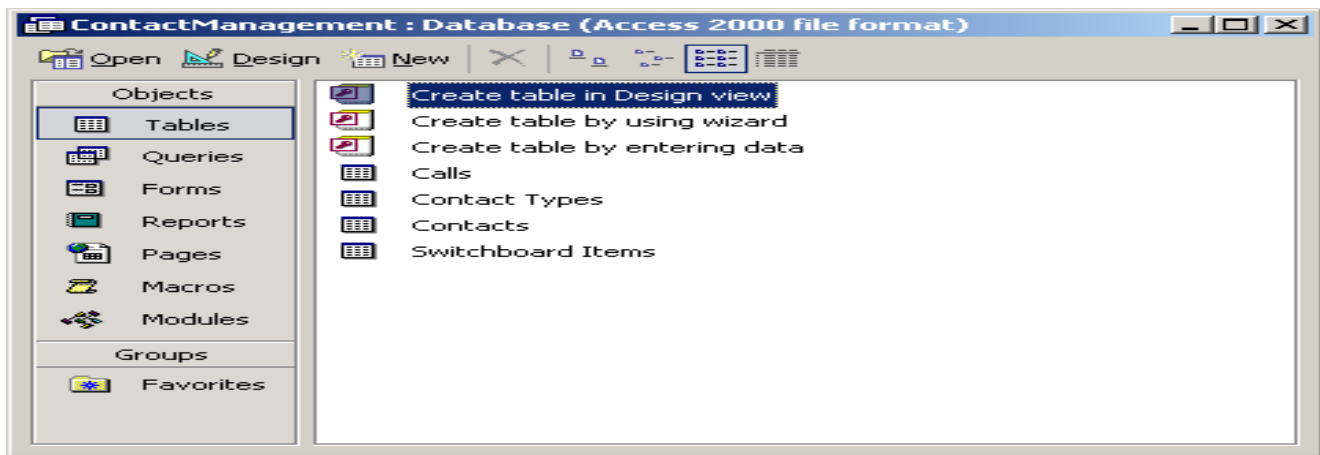 ContactManagement : Database (Access 2000 file format)
Open Design New
Objects
Tables
Queries
Forms
Reports
Pages
Macros
Modules
Groups
Favorites
Create table in Design view
Create table by using wizard
Create table by entering data
Calls
Contact Types
Contacts
Switchboard Items